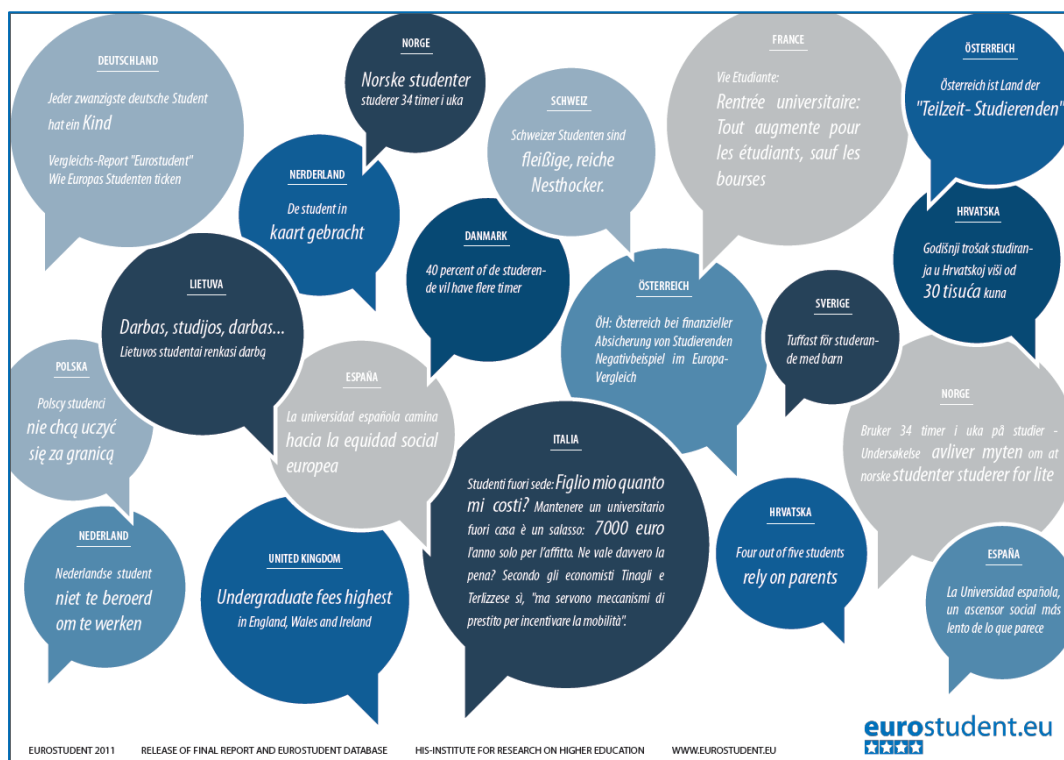 DEUTSCHLAND
Jeder zwanzigste deutsche Student
hat ein Kind
Vergleichs-Report "Eurostudent"
Wie Europas Studenten ticken
NORGE
Norske studenter
studerer 34 timer i uka
SCHWEIZ
Schweizer Studenten sind
fleißige, reiche
Nesthocker.
FRANCE
Vie Etudiante:
Rentrée universitaire:
Tout augmente pour
les étudiants, sauf les
bourses
ÖSTERREICH
Österreich ist Land der
"Teilzeit- Studierenden"
NERDERLAND
De student in
kaart gebracht
DANMARK
40 percent of de studeren-
de vil have flere timer
HRVATSKA
Godišnji trošak studiran-
ja u Hrvatskoj viši od
30 tisuća kuna
LIETUVA
Darbas, studijos, darbas...
Lietuvos studentai renkasi darbą
ÖSTERREICH
ÖH: Österreich bei finanzieller
Absicherung von Studierenden
Negativbeispiel im Europa-
Vergleich
SVERIGE
Tuffast för studeran-
de med barn
POLSKA
Polscy studenci
nie chcą uczyć
się za granicą
ESPAÑA
La universidad española camina
hacia la equidad social
europea
ITALIA
Studenti fuori sede: Figlio mio quanto
mi costi? Mantenere un universitario
fuori casa è un salasso: 7000 euro
l'anno solo per l'affitto. Ne vale davvero la
pena? Secondo gli economisti Tinagli e
Terlizzese sì, "ma servono meccanismi di
prestito per incentivare la mobilità".
NORGE
Bruker 34 timer i uka på studier -
Undersøkelse avliver myten om at
norske studenter studerer for lite
NEDERLAND
Nederlandse student
niet te beroerd
om te werken
UNITED KINGDOM
Undergraduate fees highest
in England, Wales and Ireland
HRVATSKA
Four out of five students
rely on parents
ESPAÑA
La Universidad española,
un ascensor social más
lento de lo que parece
eurostudent.eu
EUROSTUDENT 2011 RELEASE OF FINAL REPORT AND EUROSTUDENT DATABASE HIS-INSTITUTE FOR RESEARCH ON HIGHER EDUCATION WWW.EUROSTUDENT.EU